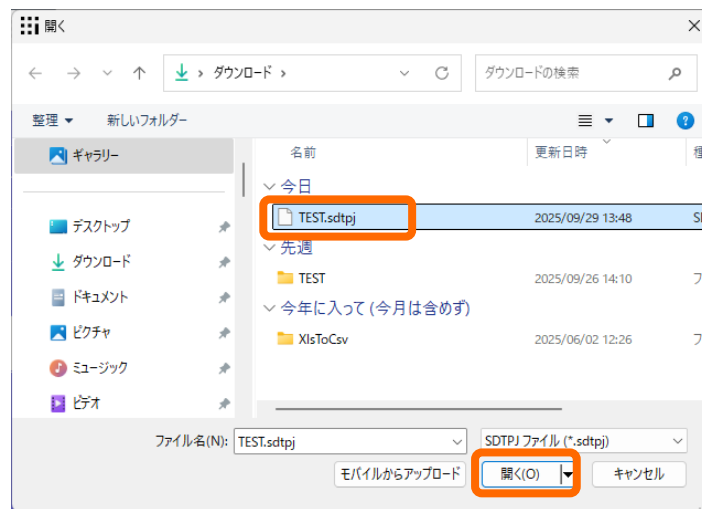 開く
ダウンロード
ダウンロードの検索
整理
新しいフォルダー
ギャラリー
名前
更新日時
今日
TEST.sdtpj
2025/09/29 13:48
デスクトップ
先週
ダウンロード
TEST
2025/09/26 14:10
ドキュメント
今年に入って (今月は含めず)
ピクチャ
XlsToCsv
2025/06/02 12:26
ミュージック
ビデオ
ファイル名(N):
TEST.sdtpj
SDTPJ ファイル (*.sdtpj)
モバイルからアップロード
開く(O)
キャンセル